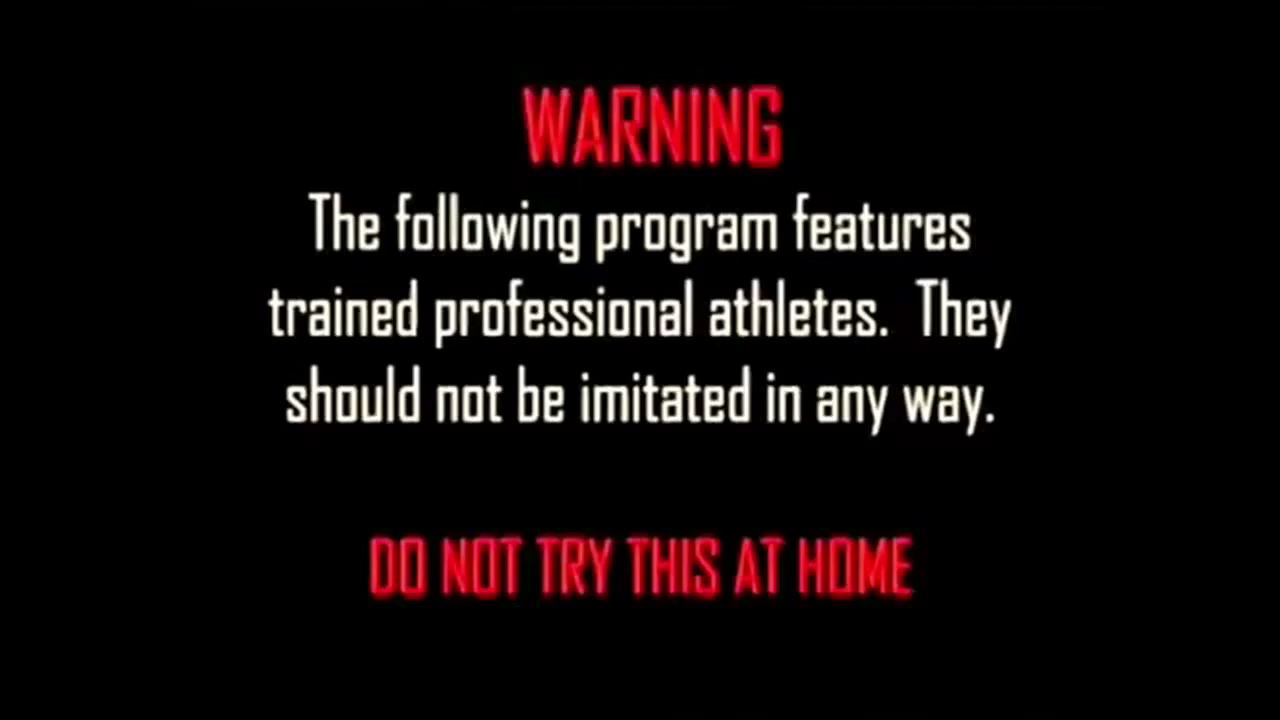 WARNING
The following program features
trained professional athletes.  They
should not be imitated in any way.
DO NOT TRY THIS AT HOME